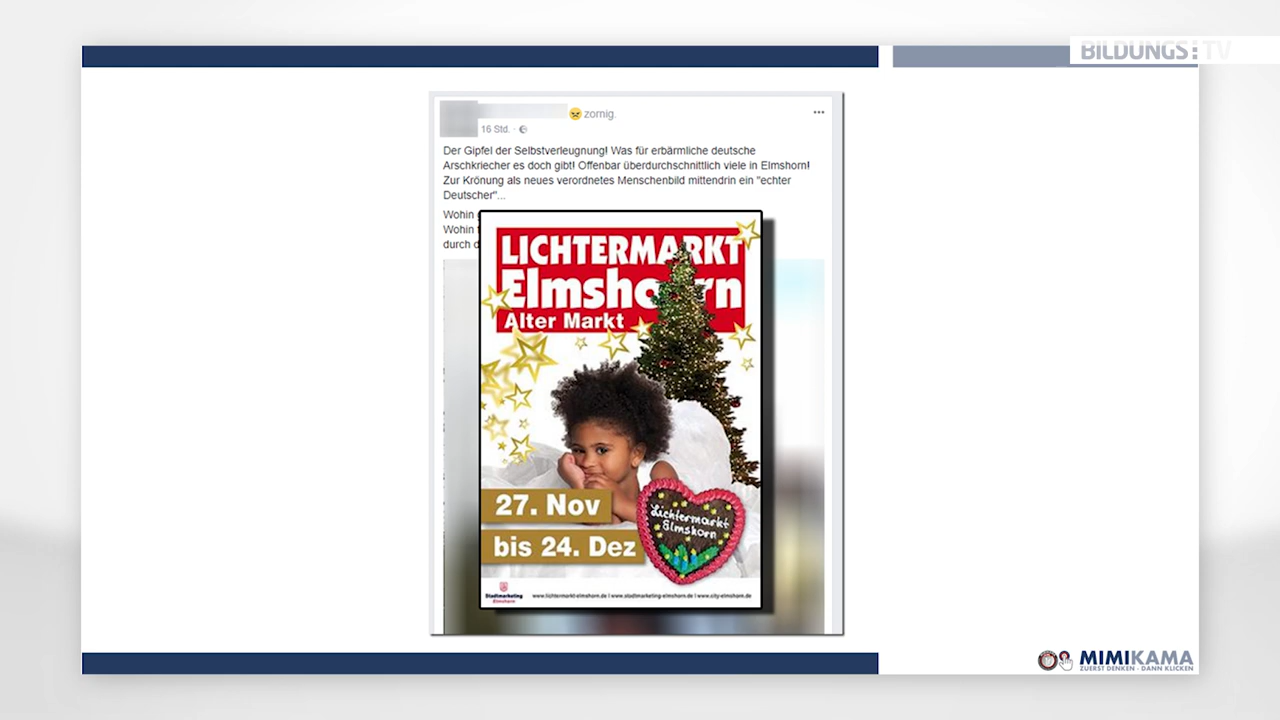 BILDUNGS:TV
zornig.
16 Std. ·
Der Gipfel der Selbstverleugnung! Was für erbärmliche deutsche
Arschkriecher es doch gibt! Offenbar überdurchschnittlich viele in Elmshorn!
Zur Krönung als neues verordnetes Menschenbild mittendrin ein "echter
Deutscher"...
Wohin
Wohin
durch
LICHTERMARKT
Elmshorn
Alter Markt
27. Nov
bis 24. Dez
Lichtermarkt
Elmshorn
Stadtmarketing
Elmshorn
www.lichtermarkt-elmshorn.de I www.stadtmarketing-elmshorn.de I www.city-elmshorn.de
MIMIKAMA
ZUERST DENKEN - DANN KLICKEN